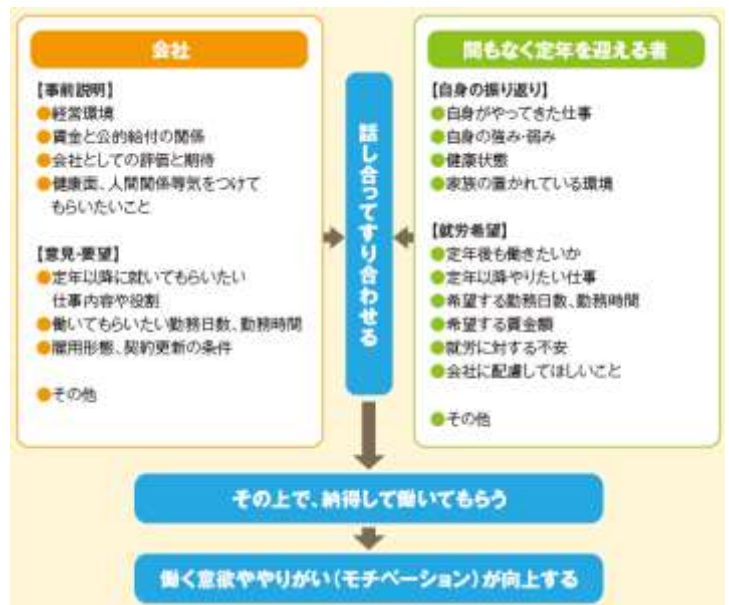 会社
【事前説明】
●経営環境
●賃金と公的給付の関係
●会社としての評価と期待
●健康面、人間関係等気をつけて
もらいたいこと
【意見・要望】
●定年以降に就いてもらいたい
仕事内容や役割
●働いてもらいたい勤務日数、勤務時間
●雇用形態、契約更新の条件
●その他
話し合ってすり合わせる
間もなく定年を迎える者
【自身の振り返り】
●自身がやってきた仕事
●自身の強み・弱み
●健康状態
●家族の置かれている環境
【就労希望】
●定年後も働きたいか
●定年以降やりたい仕事
●希望する勤務日数、勤務時間
●希望する賃金額
●就労に対する不安
●会社に配慮してほしいこと
●その他
その上で、納得して働いてもらう
働く意欲ややりがい(モチベーション)が向上する